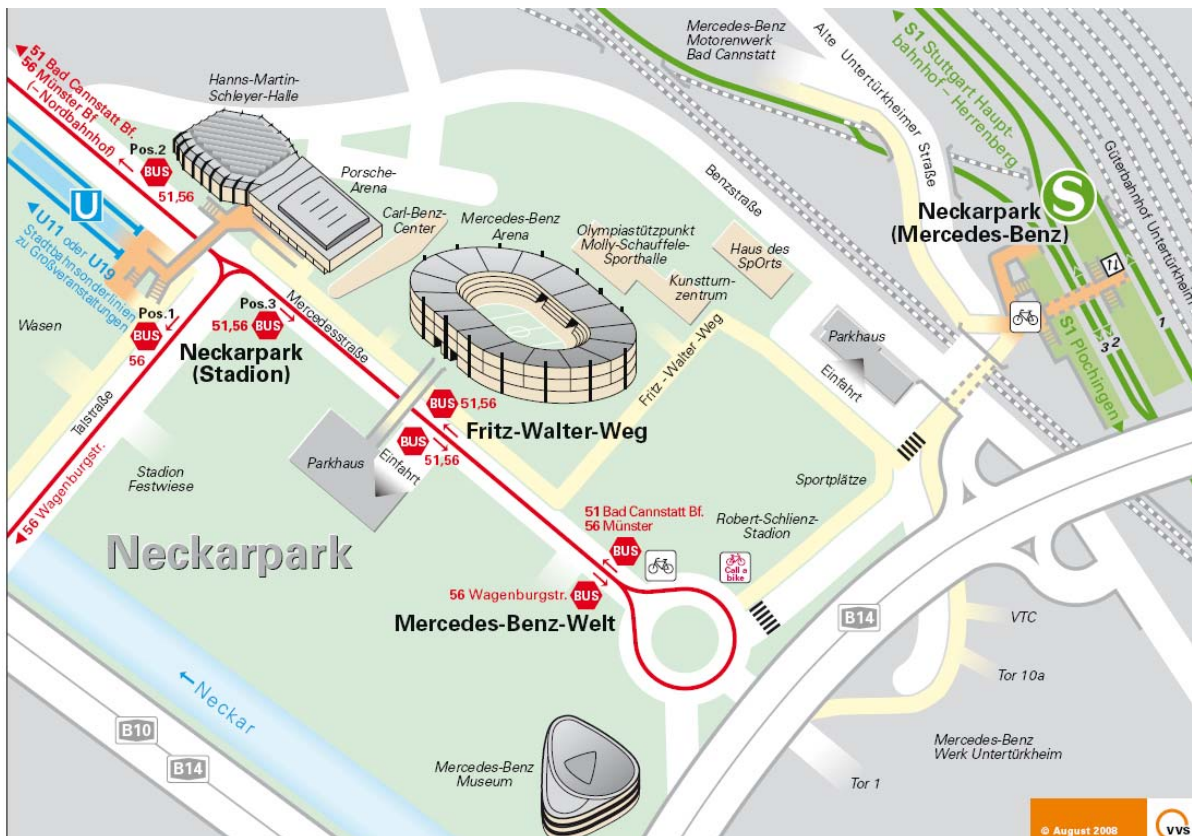 51 Bad Cannstatt Bf.
56 Münster Bf
(– Nordbahnhof)
Pos.2
BUS
51,56
Hanns-Martin-
Schleyer-Halle
Porsche-
Arena
Carl-Benz-
Center
Mercedes-Benz
Arena
Olympiastützpunkt
Molly-Schauffele-
Sporthalle
Kunstturn-
zentrum
Haus des
SpOrts
Mercedes-Benz
Motorenwerk
Bad Cannstatt
Alte Untertürkheimer Straße
Benzstraße
S1 Stuttgart Haupt-
bahnhof – Herrenberg
Güterbahnhof Untertürkheim
S
Neckarpark
(Mercedes-Benz)
1
2
3
S1 Plochingen
U
U11 oder U19
Stadtbahnsonderlinien
zu Großveranstaltungen
Wasen
Pos.1
BUS
56
Pos.3
51,56
BUS
Neckarpark
(Stadion)
Mercedesstraße
Talstraße
56 Wagenburgstr.
Stadion
Festwiese
Parkhaus
Einfahrt
BUS
51,56
Fritz-Walter-Weg
BUS
51,56
Fritz - Walter -Weg
Parkhaus
Einfahrt
Sportplätze
Robert-Schlienz-
Stadion
51 Bad Cannstatt Bf.
56 Münster
BUS
Call a
bike
56 Wagenburgstr.
BUS
Mercedes-Benz-Welt
Neckarpark
Neckar
B10
B14
B14
VTC
Tor 10a
Mercedes-Benz
Werk Untertürkheim
Tor 1
Mercedes-Benz
Museum
© August 2008
VVS